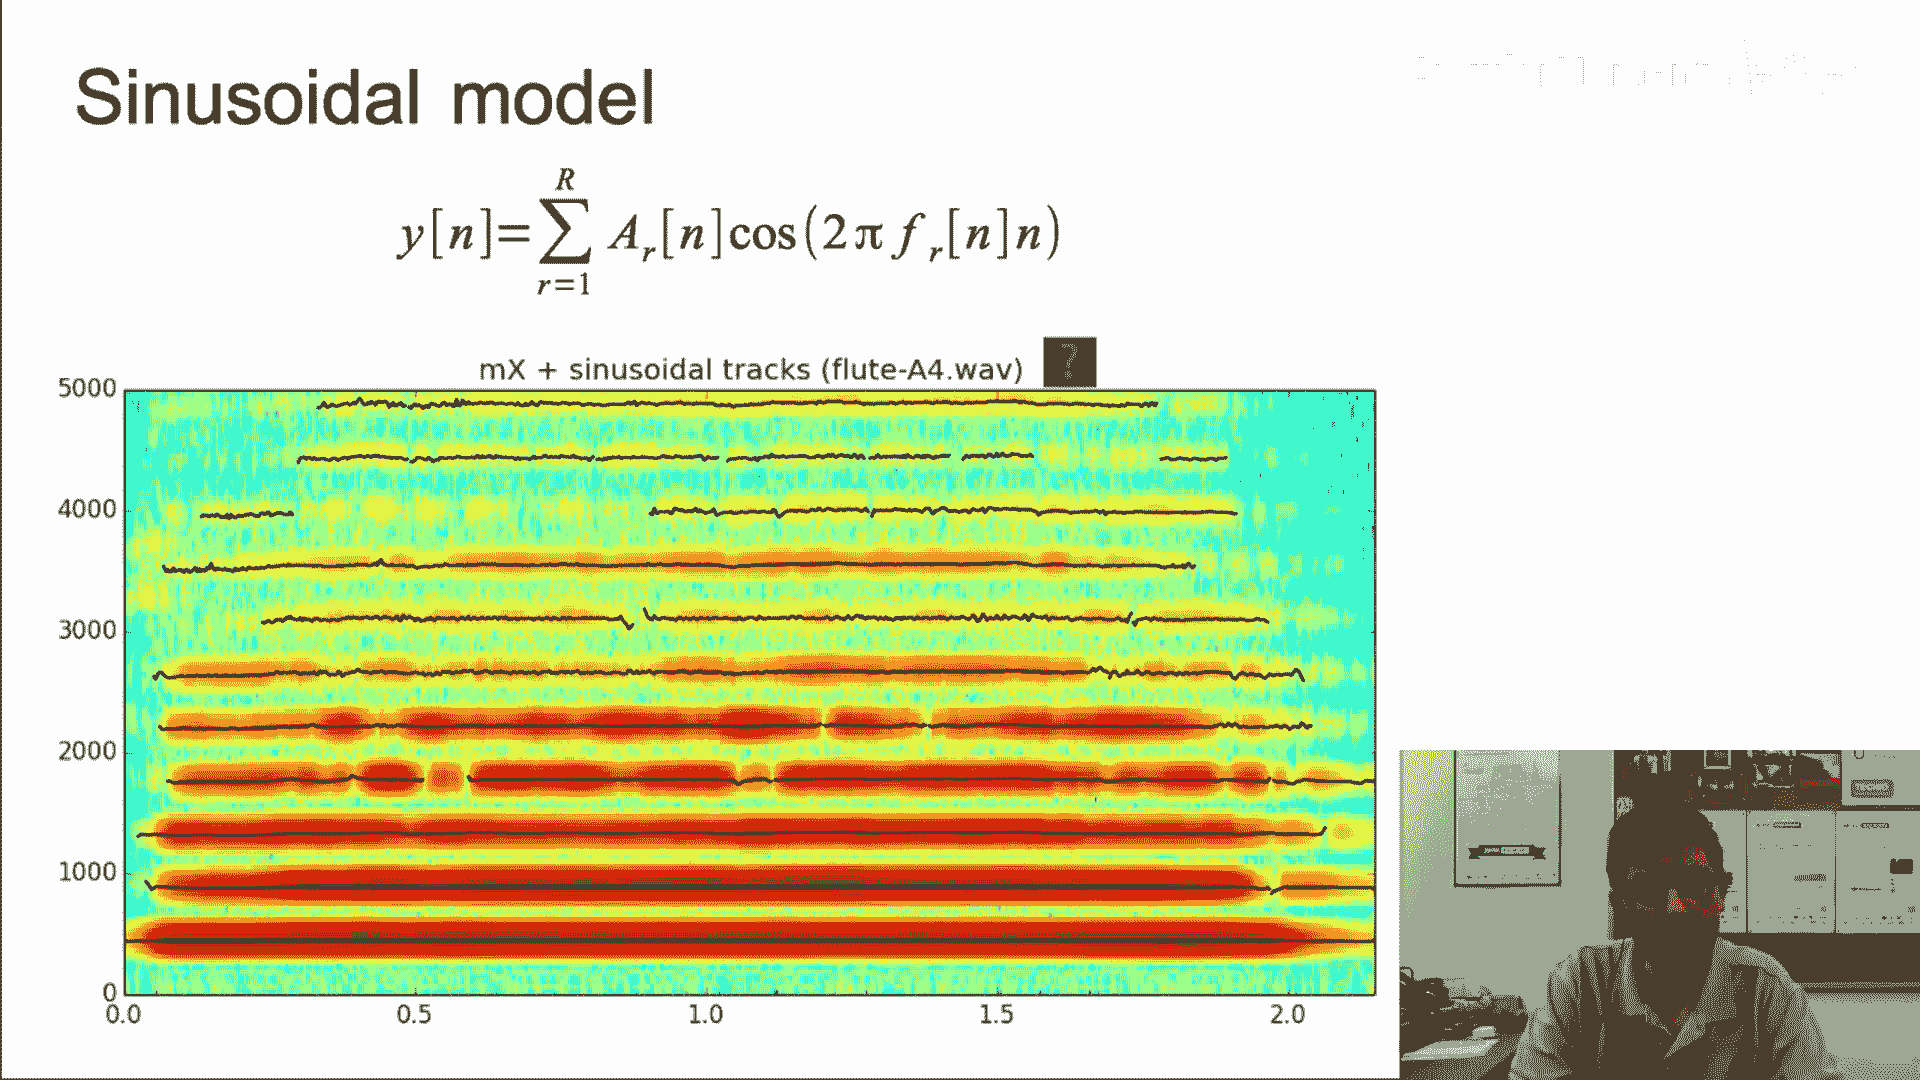 Sinusoidal model
y[n]=∑_{r=1}^{R} A_r[n]cos(2π f_r[n]n)
mX + sinusoidal tracks (flute-A4.wav)
?
5000
4000
3000
2000
1000
0
0.0 0.5 1.0 1.5 2.0